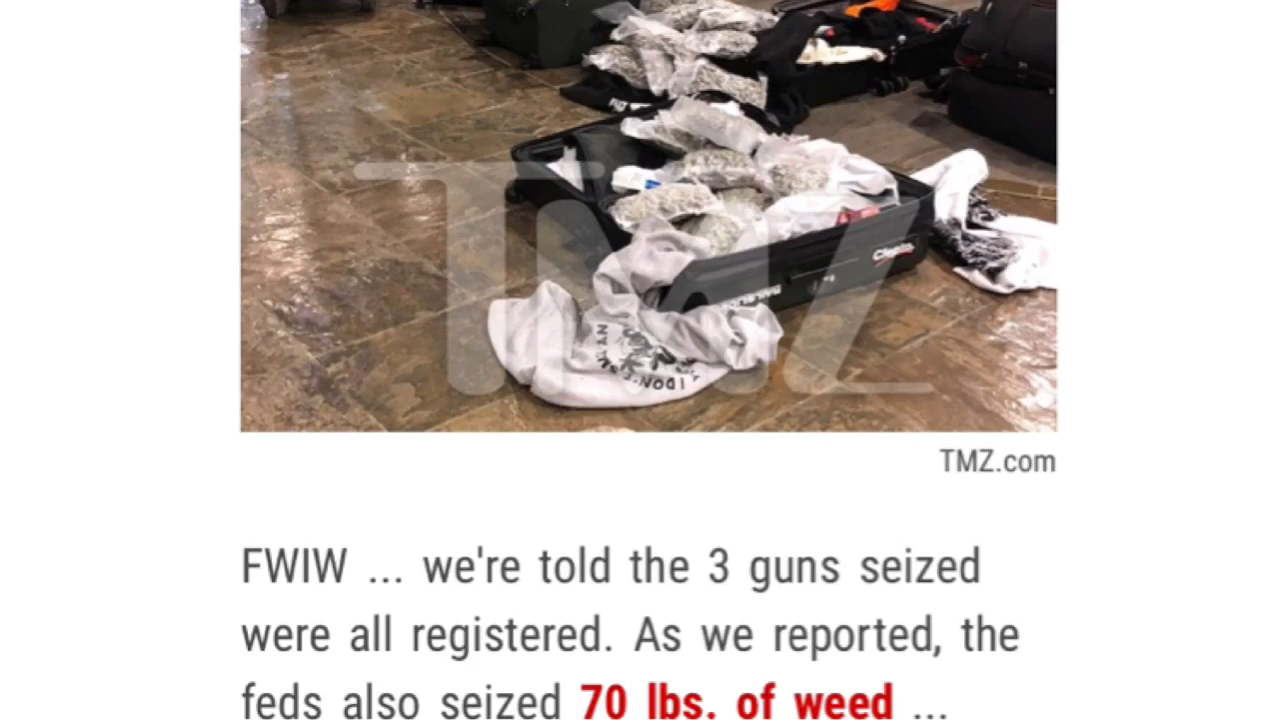 TMZ
TMZ.com
FWIW ... we're told the 3 guns seized
were all registered. As we reported, the
feds also seized 70 lbs. of weed ...